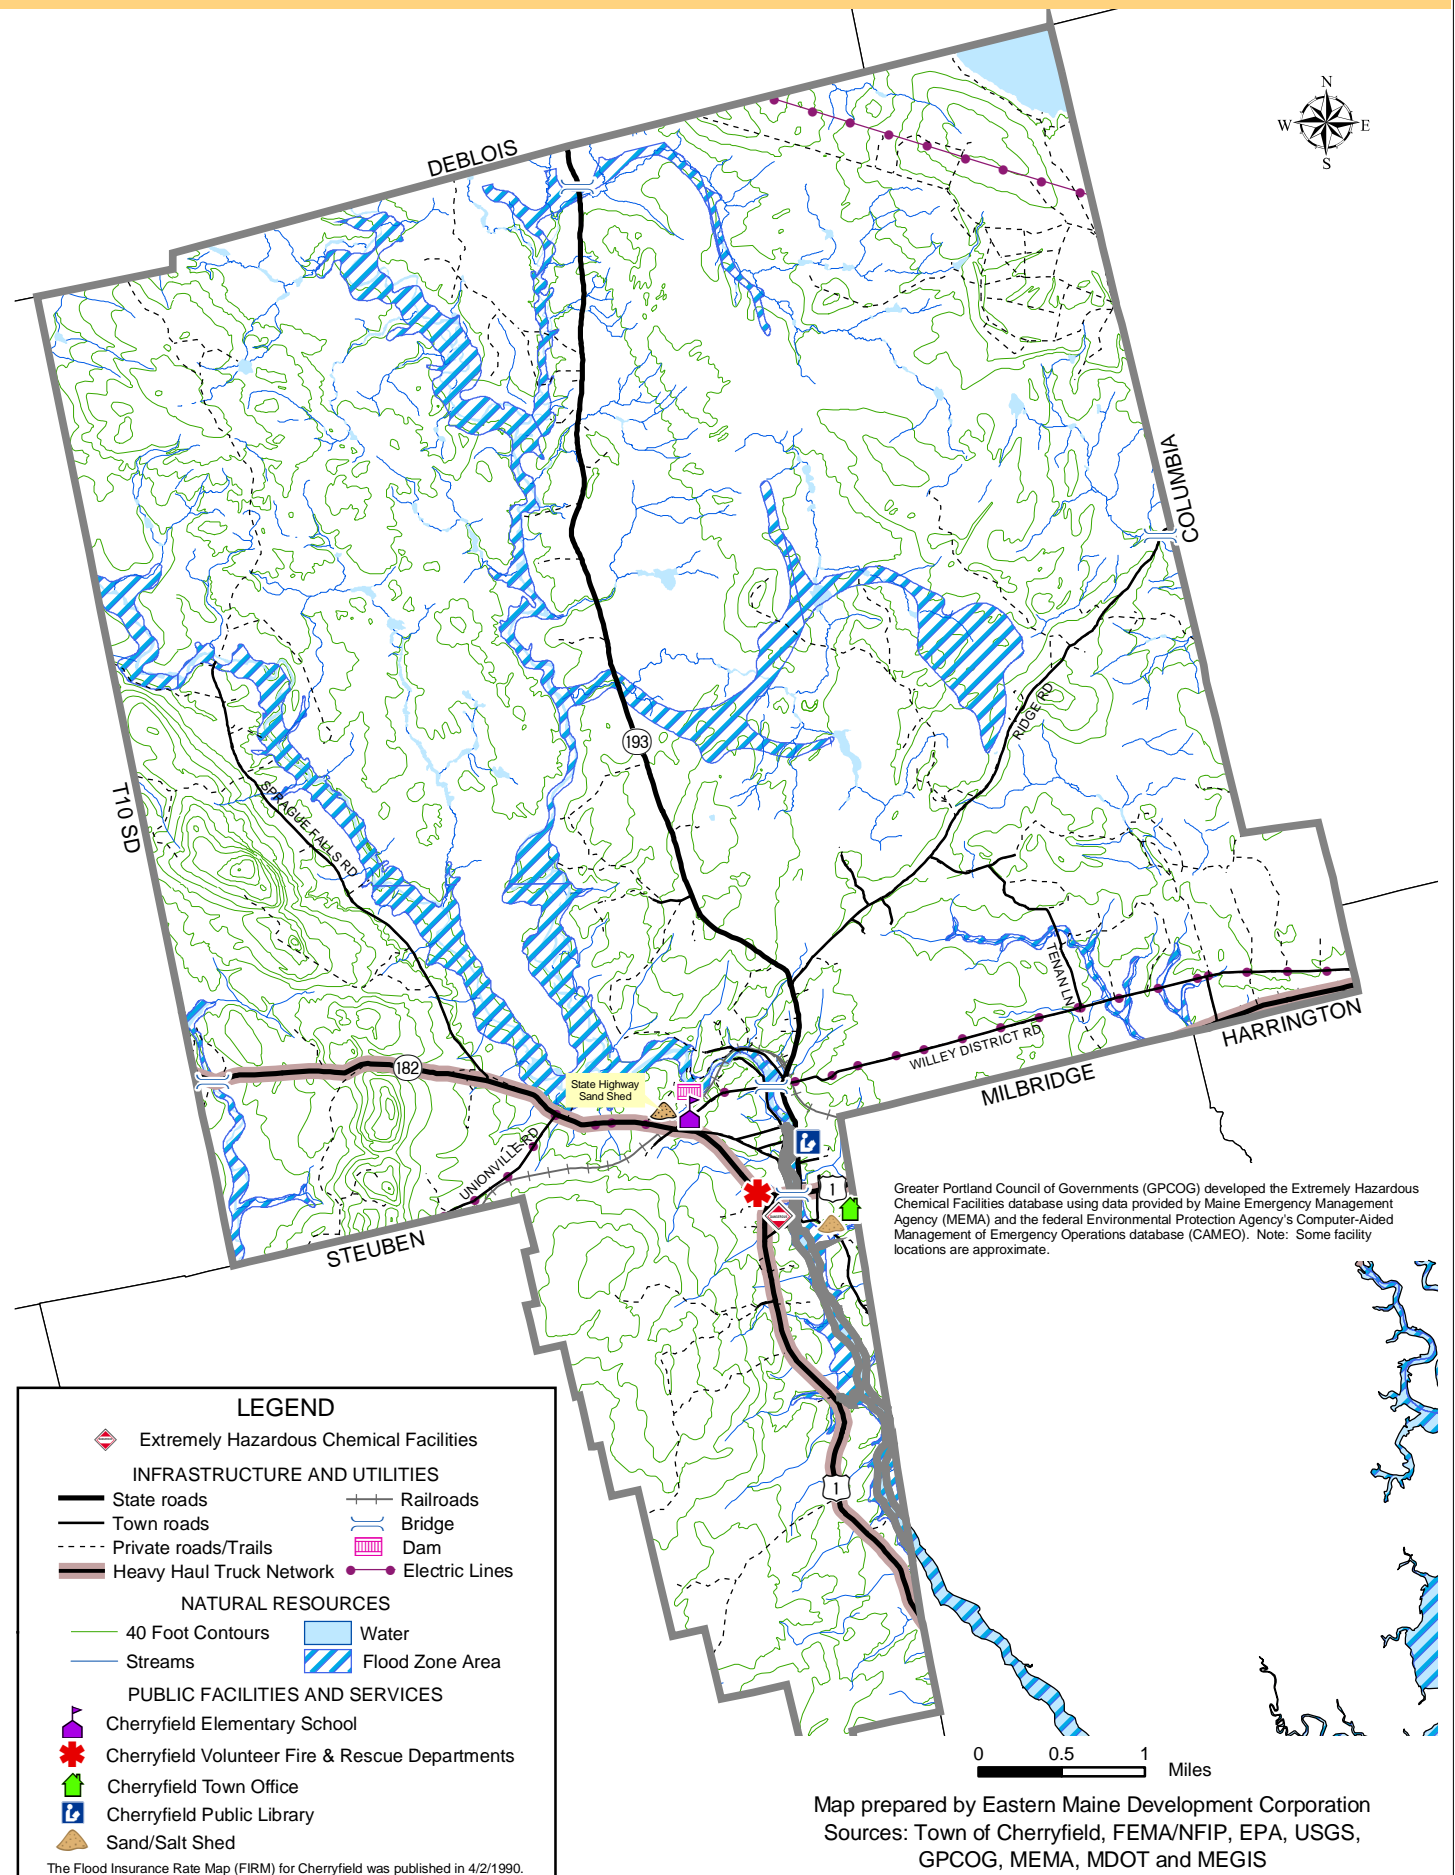 N
W E
S
DEBLOIS
COLUMBIA
193
RIDGE RD
T10 SD
SPRAGUE FALLS RD
TENAN LN
HARRINGTON
WILLEY DISTRICT RD
MILBRIDGE
182
State Highway
Sand Shed
UNIONVILLE RD
STEUBEN
1
1
Greater Portland Council of Governments (GPCOG) developed the Extremely Hazardous
Chemical Facilities database using data provided by Maine Emergency Management
Agency (MEMA) and the federal Environmental Protection Agency's Computer-Aided
Management of Emergency Operations database (CAMEO). Note: Some facility
locations are approximate.
LEGEND
Extremely Hazardous Chemical Facilities
INFRASTRUCTURE AND UTILITIES
State roads
Railroads
Town roads
Bridge
Private roads/Trails
Dam
Heavy Haul Truck Network
Electric Lines
NATURAL RESOURCES
40 Foot Contours
Water
Streams
Flood Zone Area
PUBLIC FACILITIES AND SERVICES
Cherryfield Elementary School
Cherryfield Volunteer Fire & Rescue Departments
Cherryfield Town Office
Cherryfield Public Library
Sand/Salt Shed
The Flood Insurance Rate Map (FIRM) for Cherryfield was published in 4/2/1990.
0 0.5 1
Miles
Map prepared by Eastern Maine Development Corporation
Sources: Town of Cherryfield, FEMA/NFIP, EPA, USGS,
GPCOG, MEMA, MDOT and MEGIS